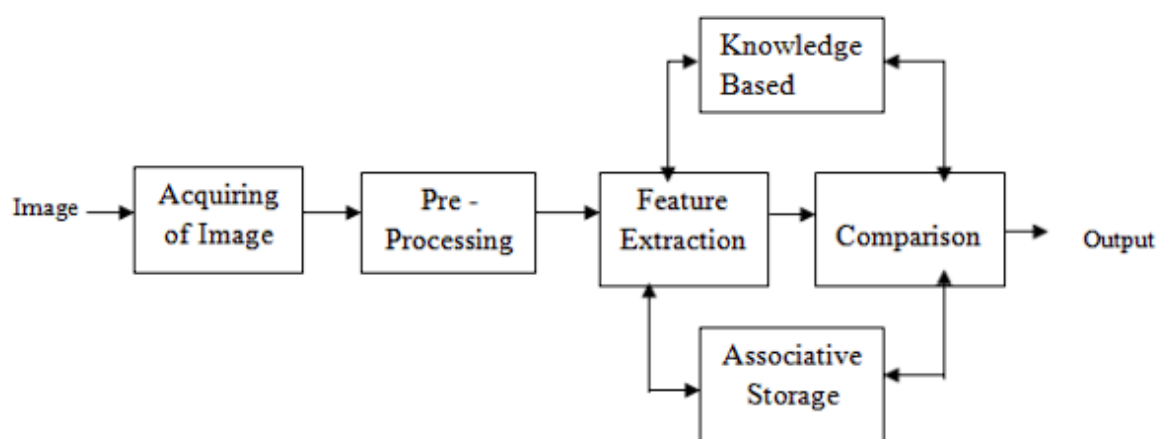 Knowledge
Based
Image
Acquiring
of Image
Pre -
Processing
Feature
Extraction
Comparison
Output
Associative
Storage